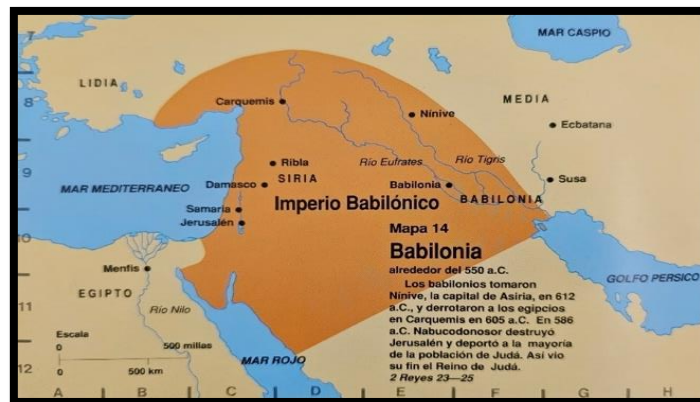 MAR CASPIO
7
LIDIA
MEDIA
8
Carquemis
Nínive
Ecbatana
9
Ribla
Río Eufrates
Río Tigris
SIRIA
Susa
MAR MEDITERRANEO
Damasco
Babilonia
BABILONIA
Imperio Babilónico
Samaria
Jerusalén
10
Mapa 14
Babilonia
alrededor del 550 a.C.
Los babilonios tomaron
Nínive, la capital de Asiria, en 612
a.C., y derrotaron a los egipcios
en Carquemis en 605 a.C. En 586
a.C. Nabucodonosor destruyó
Jerusalén y deportó a la mayoría
de la población de Judá. Así vio
su fin el Reino de Judá.
2 Reyes 23—25
Menfis
GOLFO PERSICO
EGIPTO
11
Río Nilo
Escala
0 500 millas
0 500 km
MAR ROJO
12
A B C D E F G H